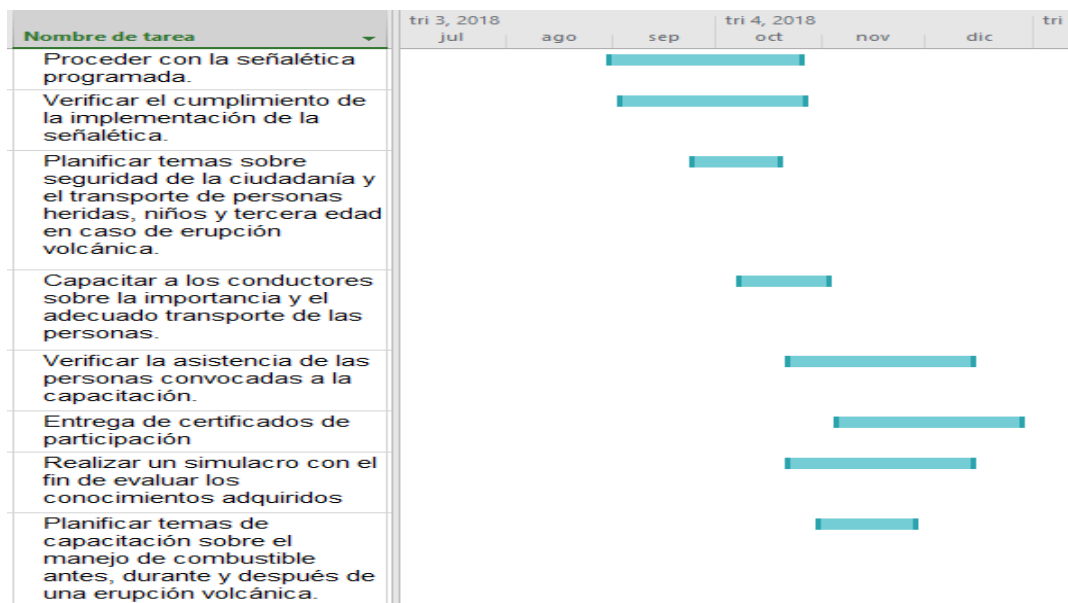 tri 3, 2018
tri 4, 2018
tri
Nombre de tarea
jul
ago
sep
oct
nov
dic
Proceder con la señalética
programada.
Verificar el cumplimiento de
la implementación de la
señalética.
Planificar temas sobre
seguridad de la ciudadanía y
el transporte de personas
heridas, niños y tercera edad
en caso de erupción
volcánica.
Capacitar a los conductores
sobre la importancia y el
adecuado transporte de las
personas.
Verificar la asistencia de las
personas convocadas a la
capacitación.
Entrega de certificados de
participación
Realizar un simulacro con el
fin de evaluar los
conocimientos adquiridos
Planificar temas de
capacitación sobre el
manejo de combustible
antes, durante y después de
una erupción volcánica.